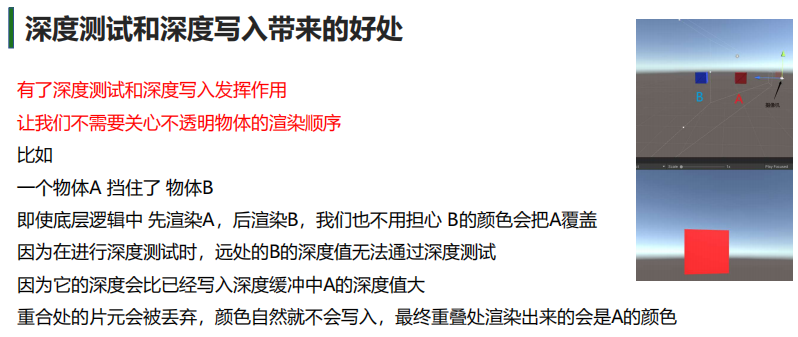 深度测试和深度写入带来的好处
有了深度测试和深度写入发挥作用
让我们不需要关心不透明物体的渲染顺序
比如
一个物体A 挡住了 物体B
即使底层逻辑中 先渲染A，后渲染B，我们也不用担心 B的颜色会把A覆盖
因为在进行深度测试时，远处的B的深度值无法通过深度测试
因为它的深度会比已经写入深度缓冲中A的深度值大
重合处的片元会被丢弃，颜色自然就不会写入，最终重叠处渲染出来的会是A的颜色
B
A
摄像机
Scale
1x
Play Focused